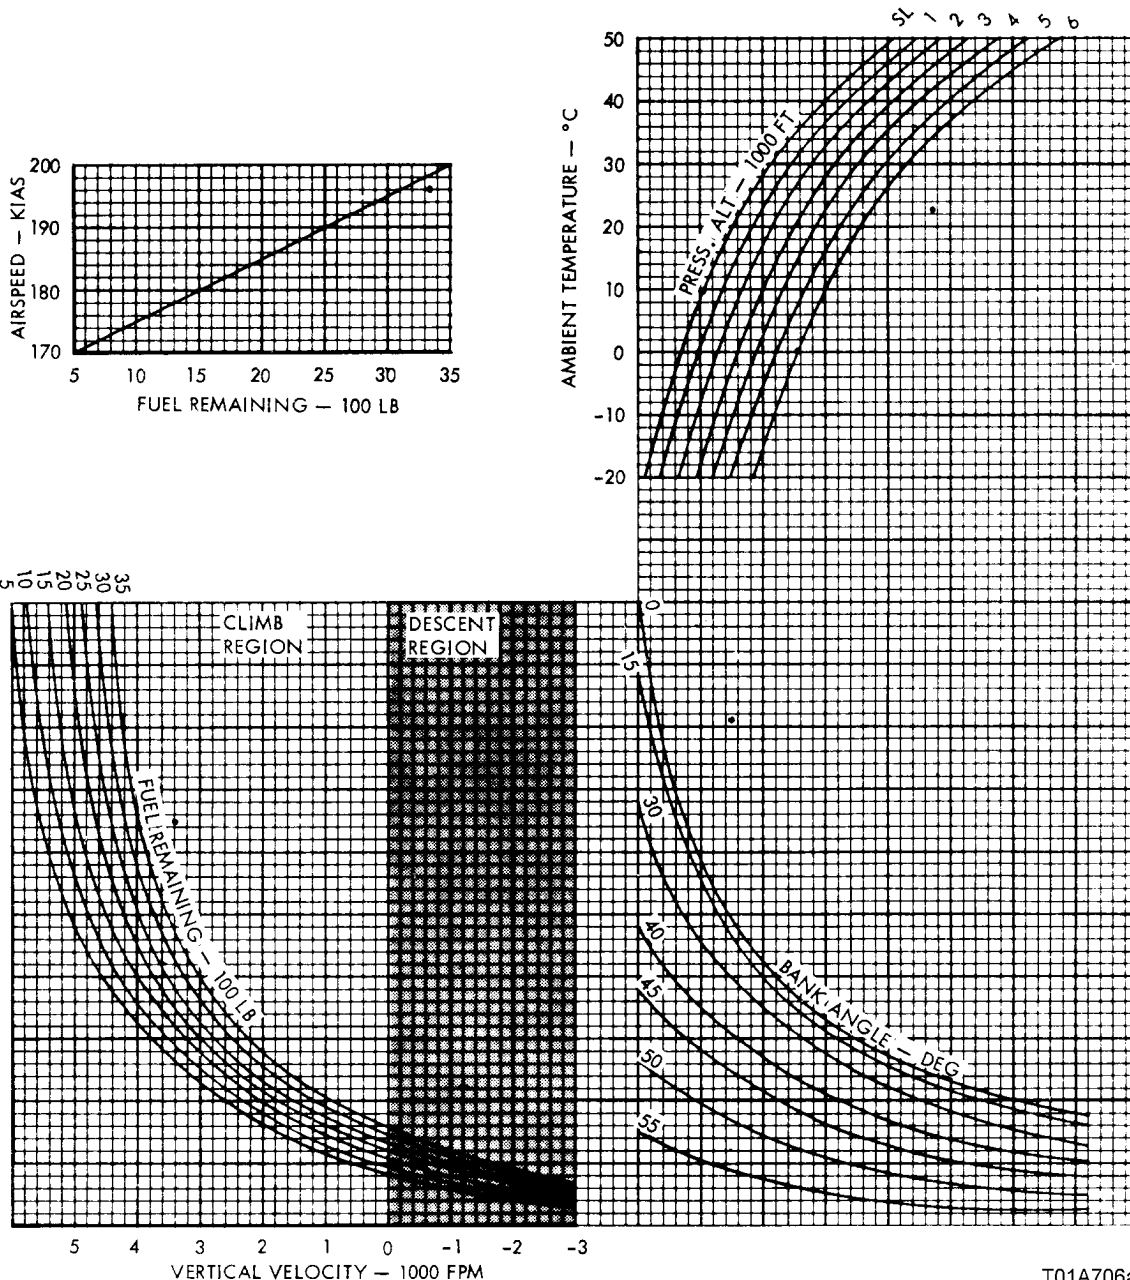 SL 1 2 3 4 5 6
50
40
30
20
10
0
-10
-20
AMBIENT TEMPERATURE — °C
PRESS. ALT — 1000 FT
200
190
180
170
AIRSPEED — KIAS
5 10 15 20 25 30 35
FUEL REMAINING — 100 LB
5 10 15 20 25 30 35
CLIMB
REGION
DESCENT
REGION
FUEL REMAINING — 100 LB
5 4 3 2 1 0 -1 -2 -3
VERTICAL VELOCITY — 1000 FPM
0
15
30
40
45
50
55
BANK ANGLE — DEG